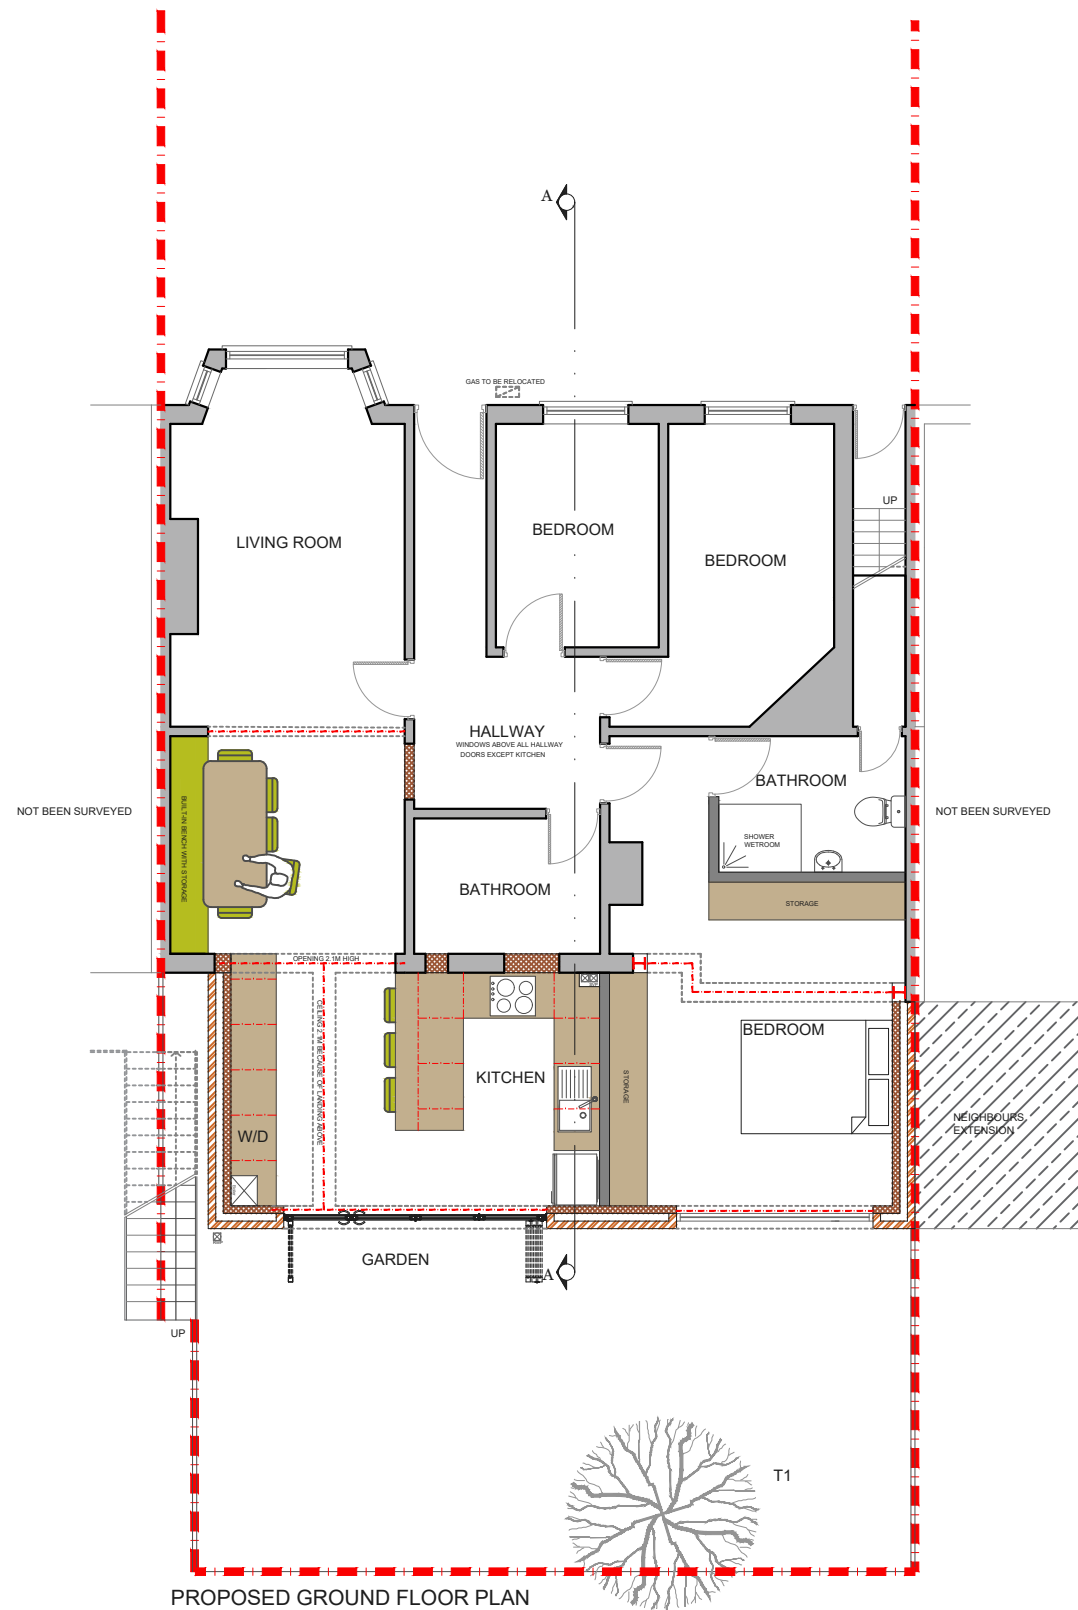 A
GAS TO BE RELOCATED
UP
BEDROOM
LIVING ROOM
BEDROOM
HALLWAY
WINDOWS ABOVE ALL HALLWAY
DOORS EXCEPT KITCHEN
BATHROOM
NOT BEEN SURVEYED
BUILT-IN BENCH WITH STORAGE
NOT BEEN SURVEYED
SHOWER
WETROOM
BATHROOM
STORAGE
OPENING 2.1M HIGH
CEILING 2.1M BECAUSE OF LANDING ABOVE
BEDROOM
KITCHEN
STORAGE
NEIGHBOURS
EXTENSION
W/D
GARDEN
A
UP
T1
PROPOSED GROUND FLOOR PLAN